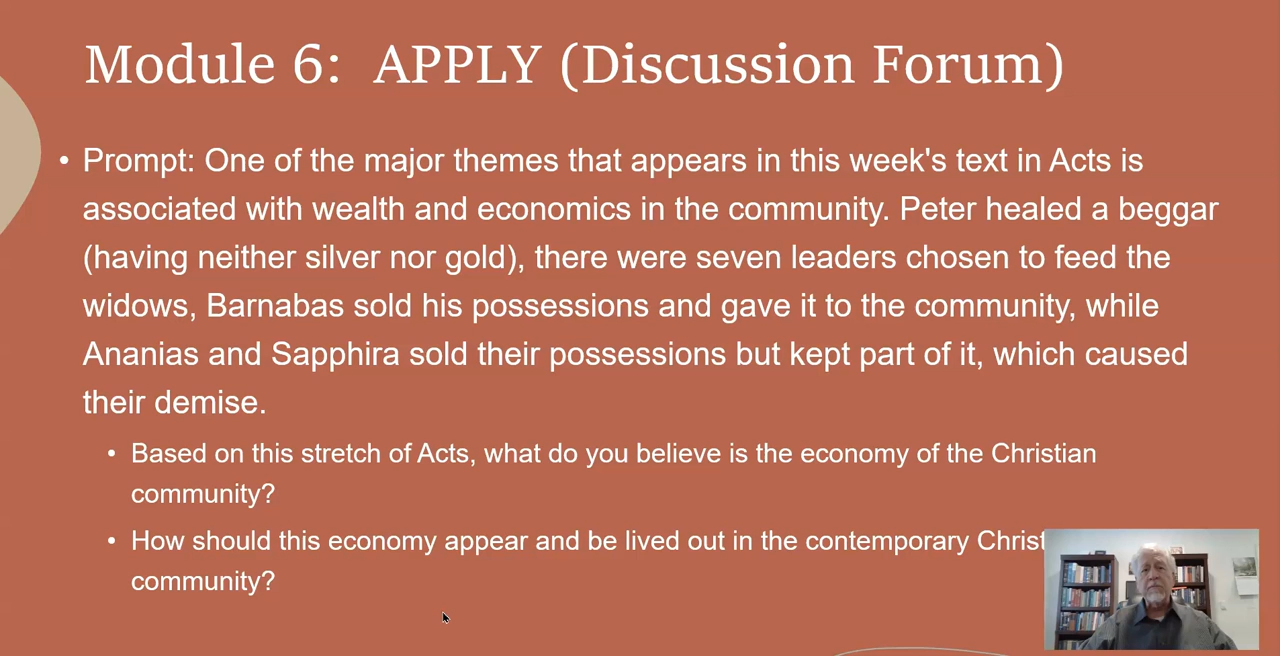 Module 6: APPLY (Discussion Forum)
• Prompt: One of the major themes that appears in this week's text in Acts is
associated with wealth and economics in the community. Peter healed a beggar
(having neither silver nor gold), there were seven leaders chosen to feed the
widows, Barnabas sold his possessions and gave it to the community, while
Ananias and Sapphira sold their possessions but kept part of it, which caused
their demise.
• Based on this stretch of Acts, what do you believe is the economy of the Christian
community?
• How should this economy appear and be lived out in the contemporary Christ
community?